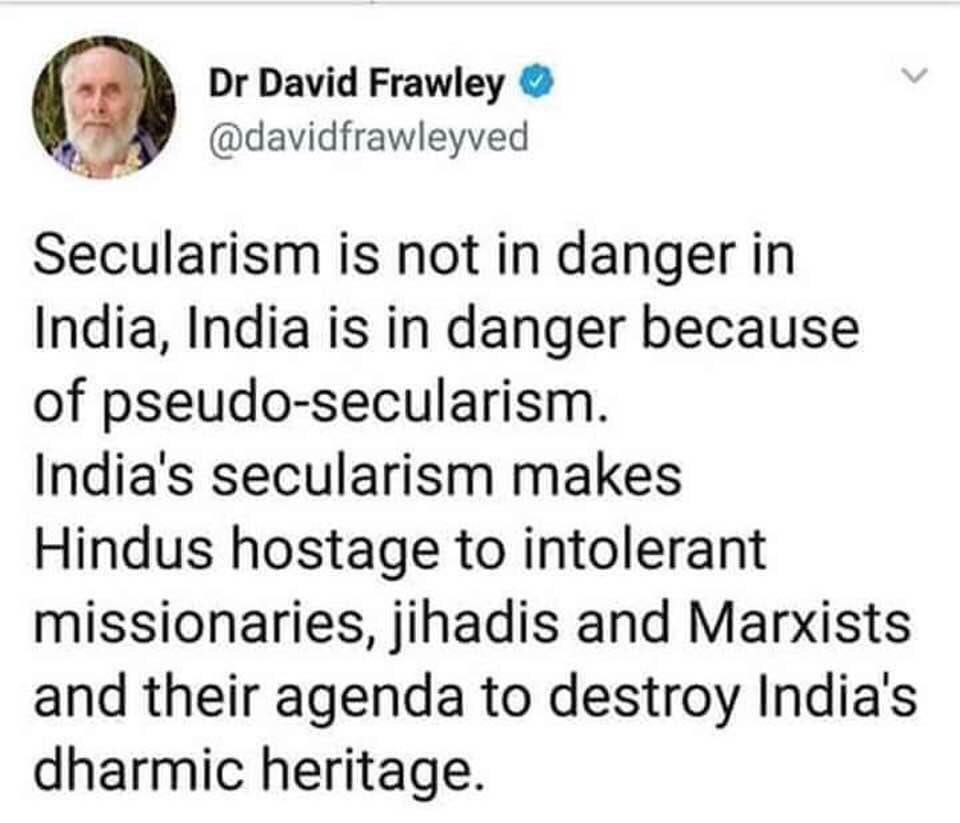 Dr David Frawley
@davidfrawleyved
Secularism is not in danger in
India, India is in danger because
of pseudo-secularism.
India's secularism makes
Hindus hostage to intolerant
missionaries, jihadis and Marxists
and their agenda to destroy India's
dharmic heritage.